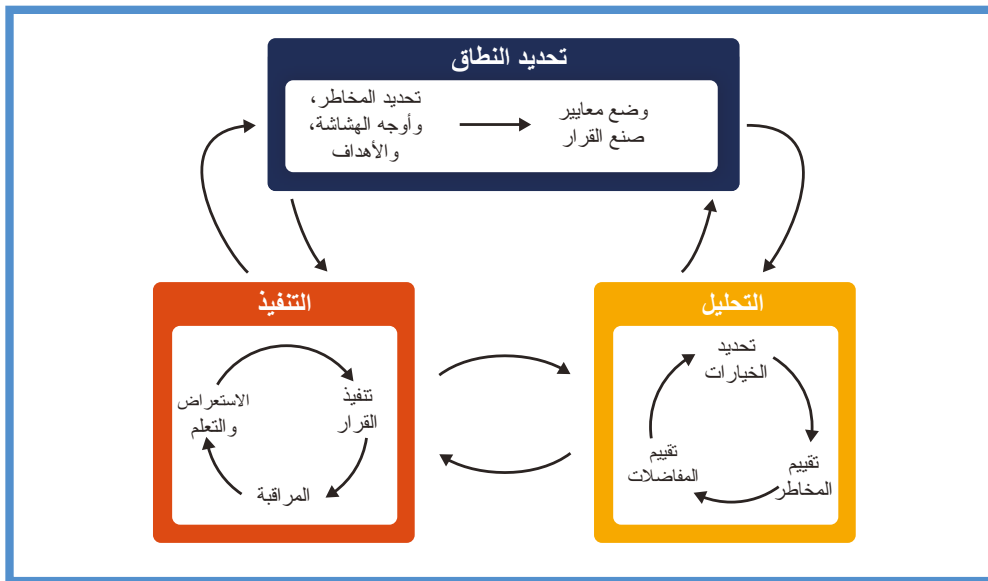 تحديد النطاق
وضع معايير
صنع القرار
تحديد المخاطر،
وأوجه الهشاشة،
والأهداف
التحليل
تحديد
الخيارات
تقييم
المخاطر
تقييم
المفاضلات
التنفيذ
تنفيذ
القرار
المراقبة
الاستعراض
والتعلم